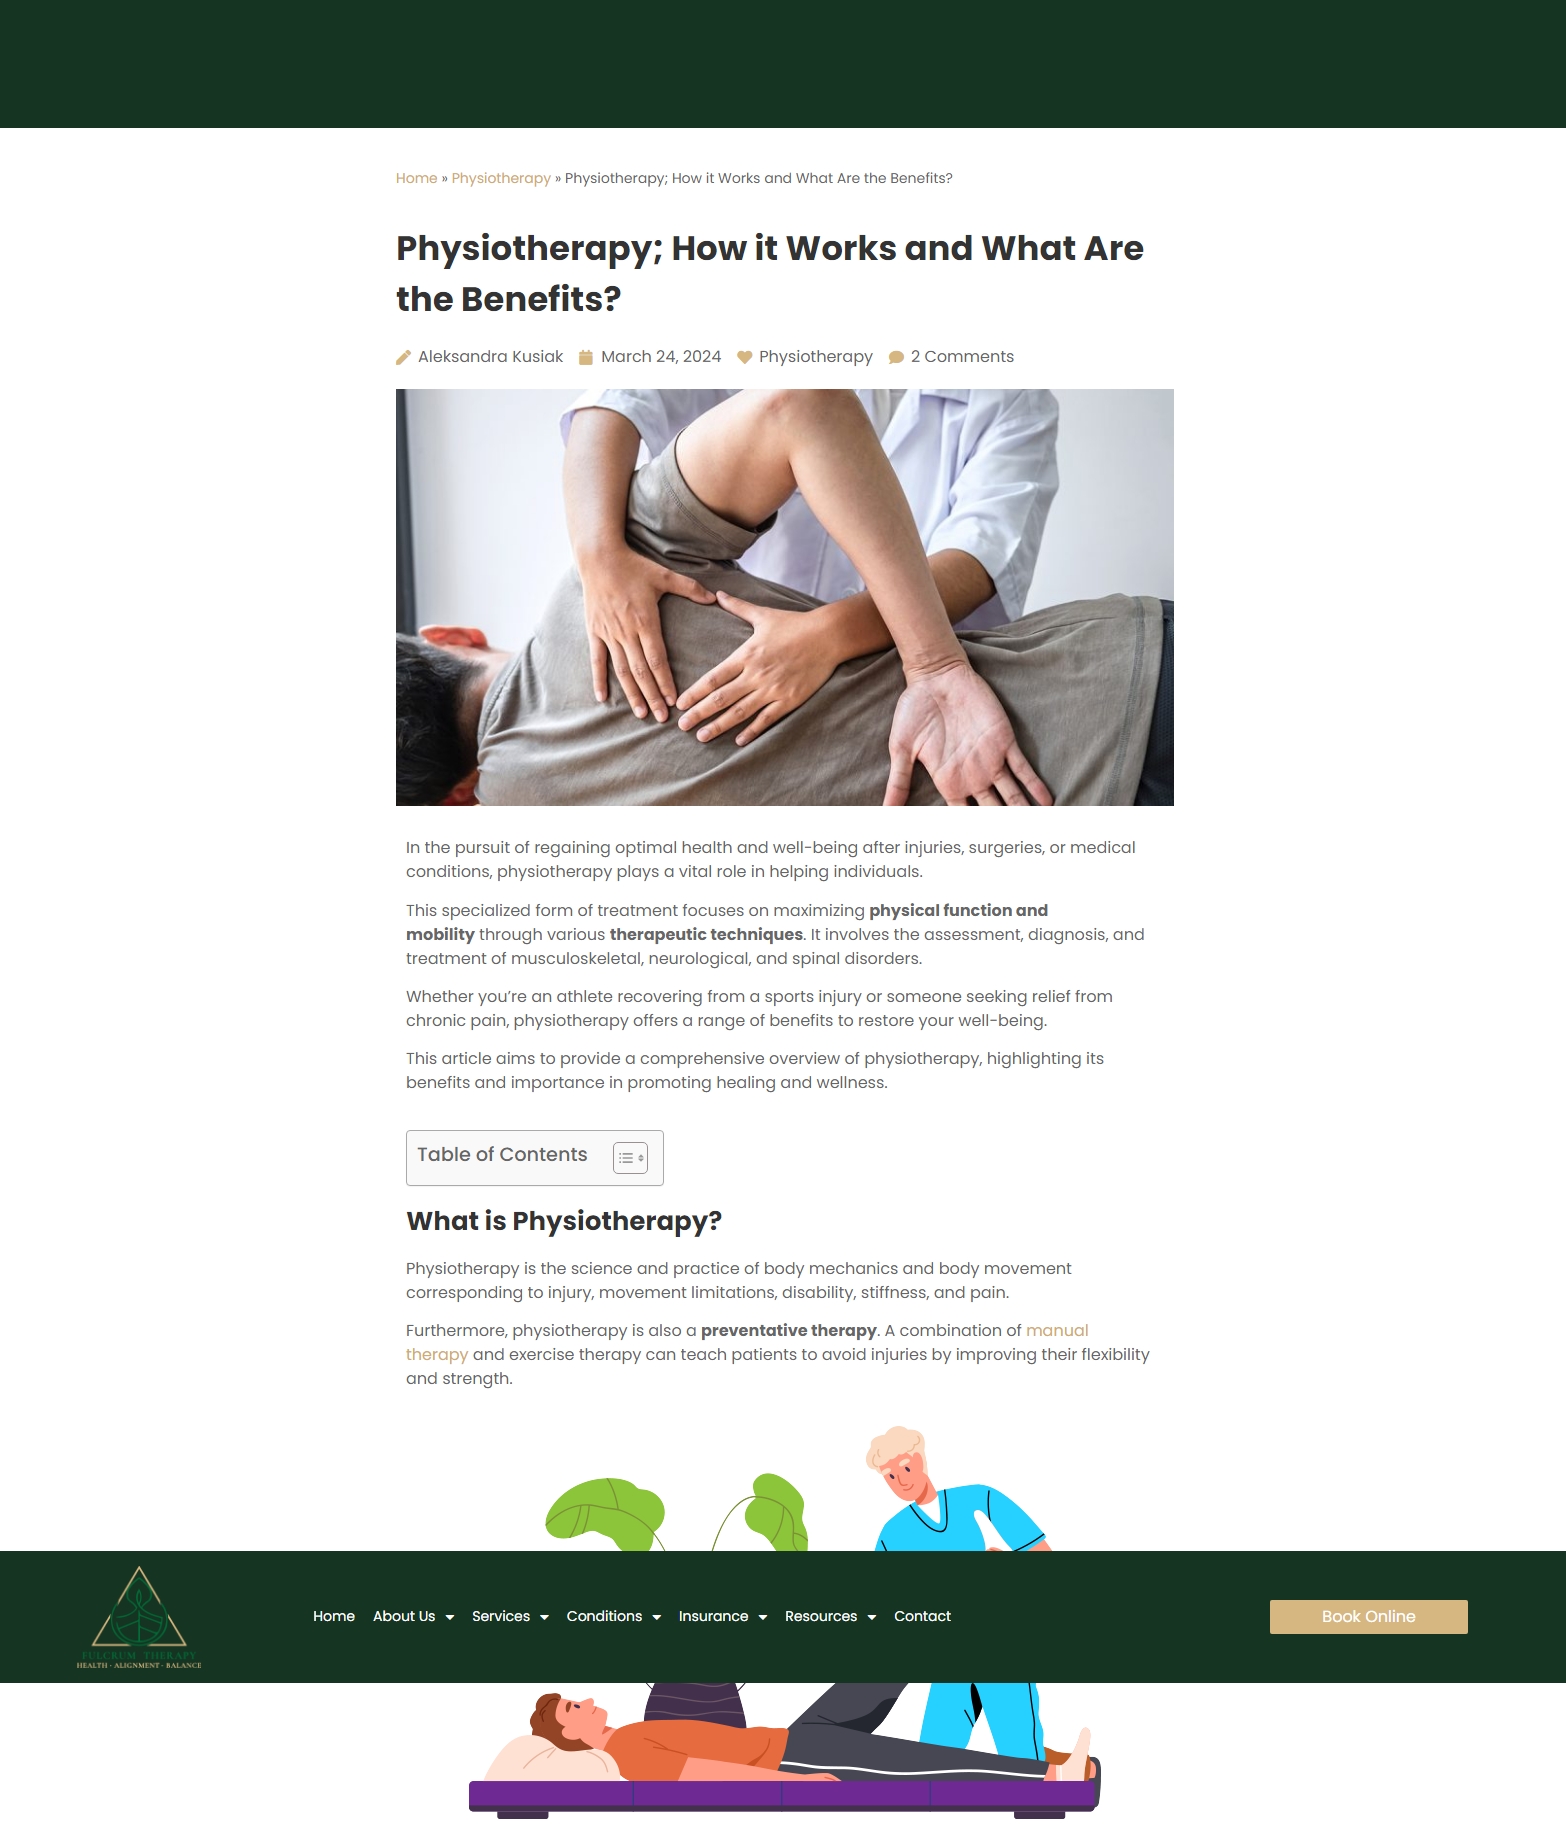 Home » Physiotherapy » Physiotherapy; How it Works and What Are the Benefits?
Physiotherapy; How it Works and What Are
the Benefits?
Aleksandra Kusiak March 24, 2024 Physiotherapy 2 Comments
In the pursuit of regaining optimal health and well-being after injuries, surgeries, or medical
conditions, physiotherapy plays a vital role in helping individuals.
This specialized form of treatment focuses on maximizing physical function and
mobility through various therapeutic techniques. It involves the assessment, diagnosis, and
treatment of musculoskeletal, neurological, and spinal disorders.
Whether you’re an athlete recovering from a sports injury or someone seeking relief from
chronic pain, physiotherapy offers a range of benefits to restore your well-being.
This article aims to provide a comprehensive overview of physiotherapy, highlighting its
benefits and importance in promoting healing and wellness.
Table of Contents
What is Physiotherapy?
Physiotherapy is the science and practice of body mechanics and body movement
corresponding to injury, movement limitations, disability, stiffness, and pain.
Furthermore, physiotherapy is also a preventative therapy. A combination of manual
therapy and exercise therapy can teach patients to avoid injuries by improving their flexibility
and strength.
FULCRUM THERAPY
HEALTH - ALIGNMENT - BALANCE
Home About Us Services Conditions Insurance Resources Contact
Book Online